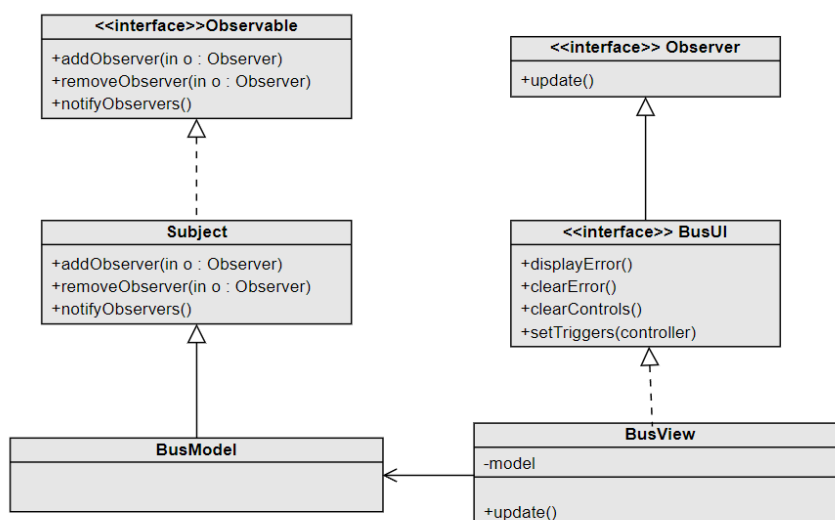 <<interface>>Observable
+addObserver(in o : Observer)
+removeObserver(in o : Observer)
+notifyObservers()
<<interface>> Observer
+update()
Subject
+addObserver(in o : Observer)
+removeObserver(in o : Observer)
+notifyObservers()
<<interface>> BusUI
+displayError()
+clearError()
+clearControls()
+setTriggers(controller)
BusModel
BusView
-model
+update()